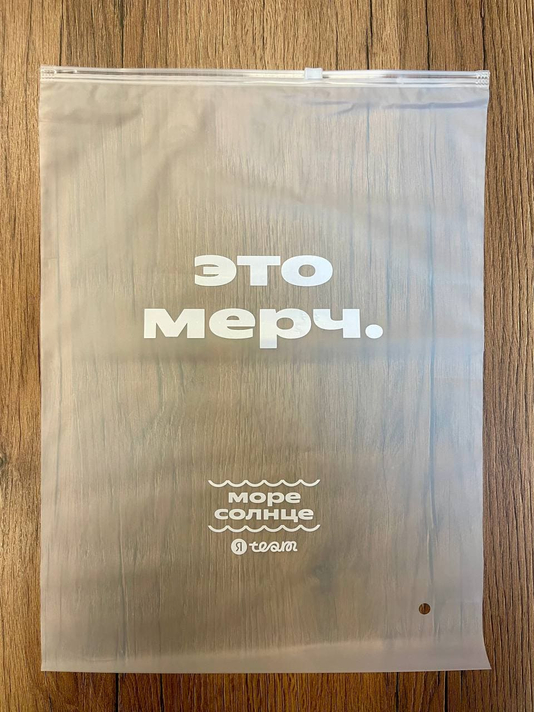 это
мерч.
море
солнце
Я team